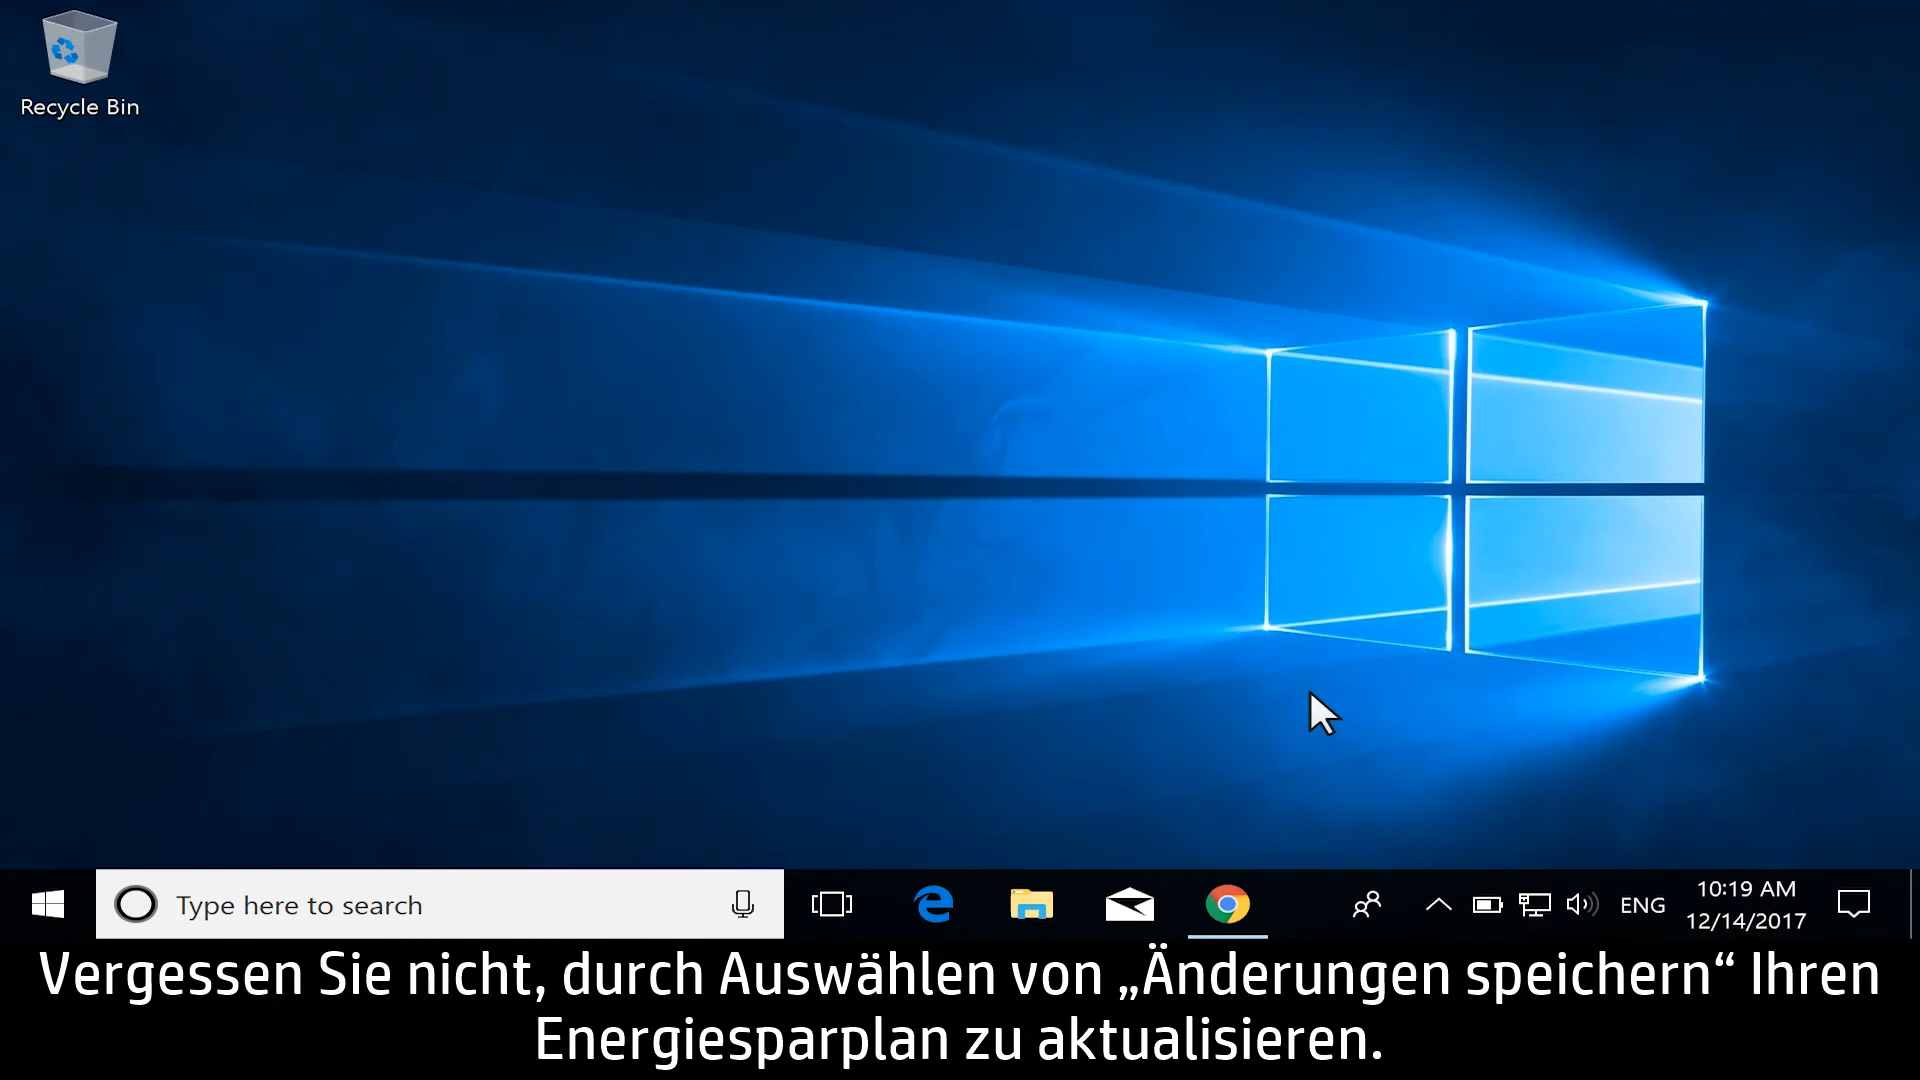 Recycle Bin
Type here to search
ENG
10:19 AM
12/14/2017
Vergessen Sie nicht, durch Auswählen von „Änderungen speichern“ Ihren
Energiesparplan zu aktualisieren.